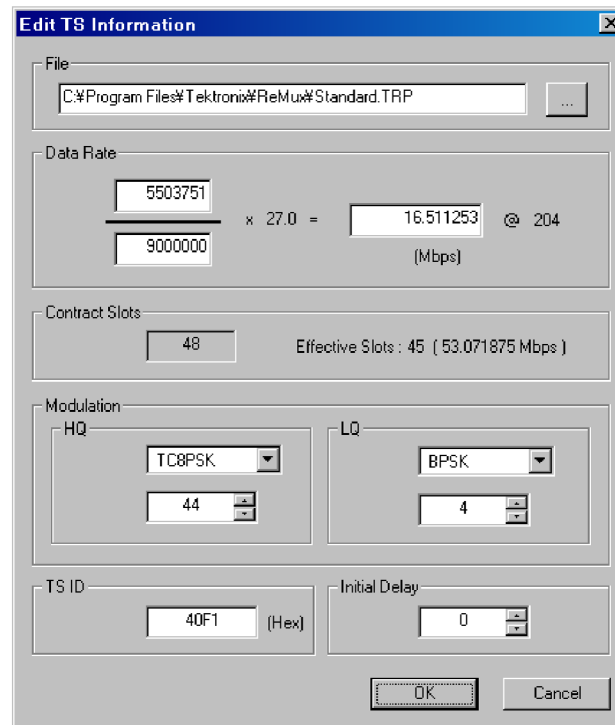 Edit TS Information
File
C:¥Program Files¥Tektronix¥ReMux¥Standard.TRP
...
Data Rate
5503751
9000000
x 27.0 =
16.511253
@ 204
(Mbps)
Contract Slots
48
Effective Slots : 45 ( 53.071875 Mbps )
Modulation
HQ
TC8PSK
44
LQ
BPSK
4
TS ID
40F1
(Hex)
Initial Delay
0
OK
Cancel